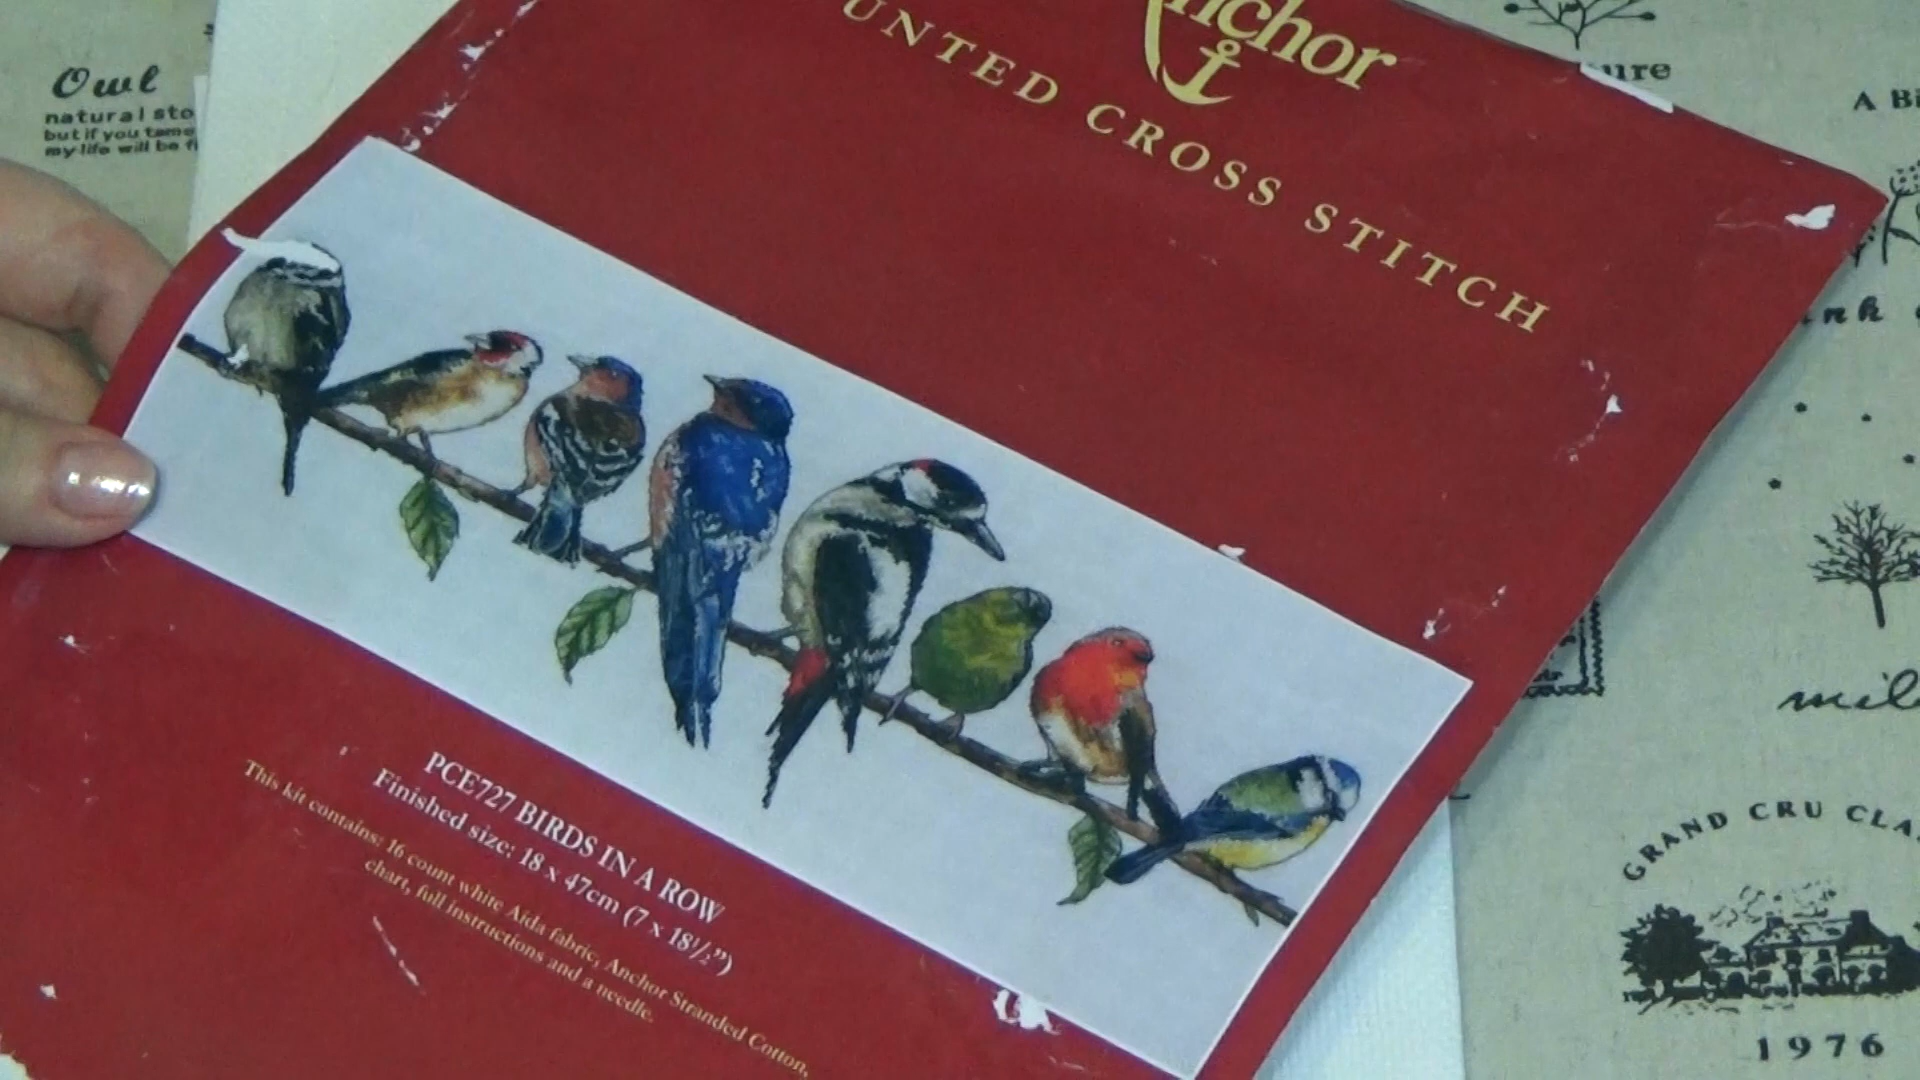 Owl
natural sto
but if you tame
my life will be f
nchor
UNTED CROSS STITCH
ure
A Bi
nk
PCE727 BIRDS IN A ROW
Finished size: 18 x 47cm (7 x 18½")
This kit contains: 16 count white Aida fabric, Anchor Stranded Cotton,
chart, full instructions and a needle.
mil
GRAND CRU CLA
1976